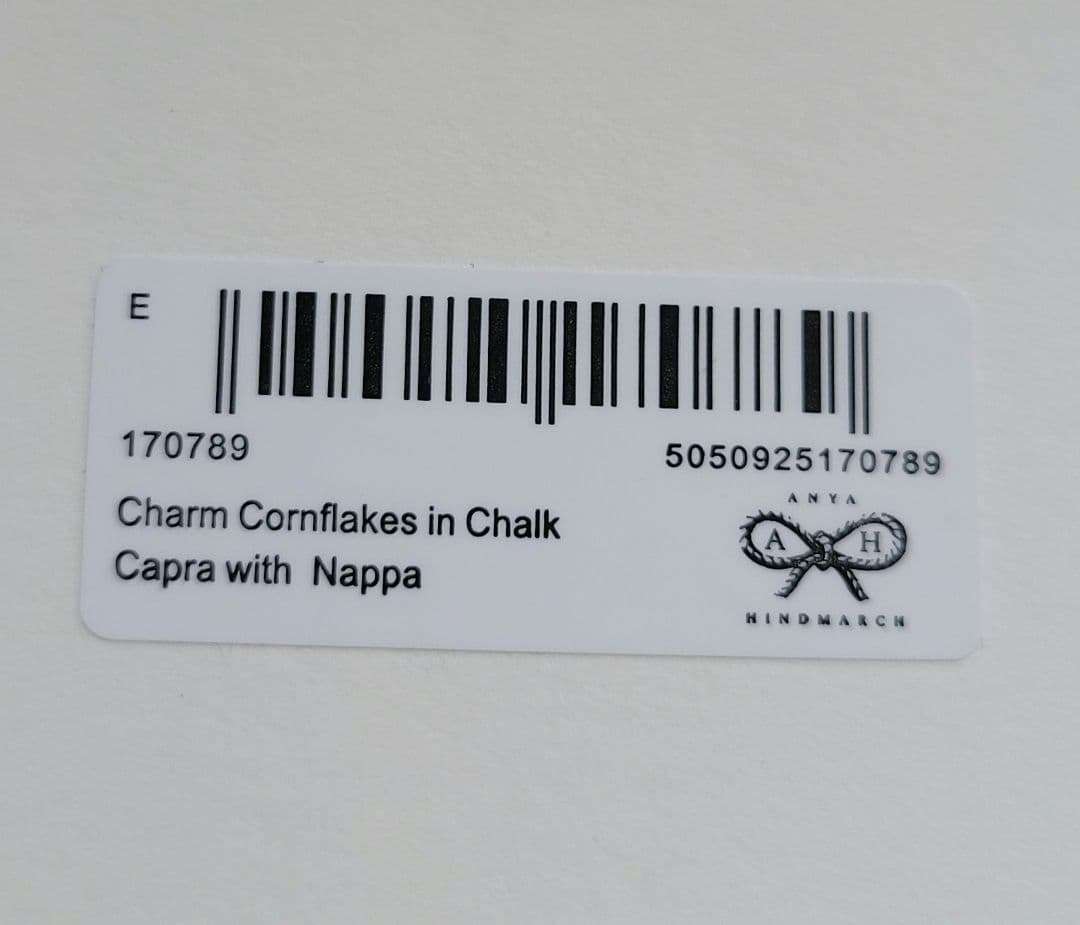 E
170789
5050925170789
Charm Cornflakes in Chalk
Capra with Nappa
ANYA
A H
HINDMARCH